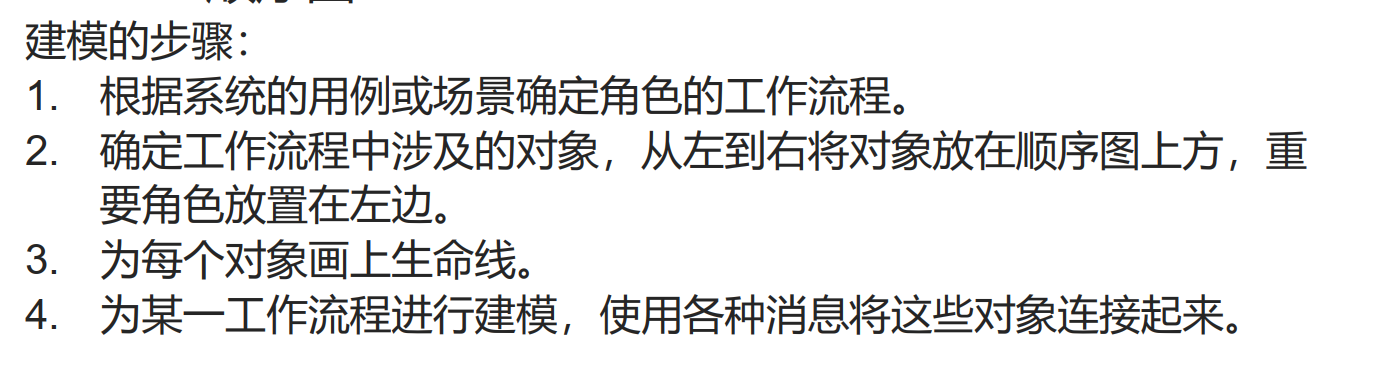 建模的步骤：
1. 根据系统的用例或场景确定角色的工作流程。
2. 确定工作流程中涉及的对象，从左到右将对象放在顺序图上方，重
要角色放置在左边。
3. 为每个对象画上生命线。
4. 为某一工作流程进行建模，使用各种消息将这些对象连接起来。